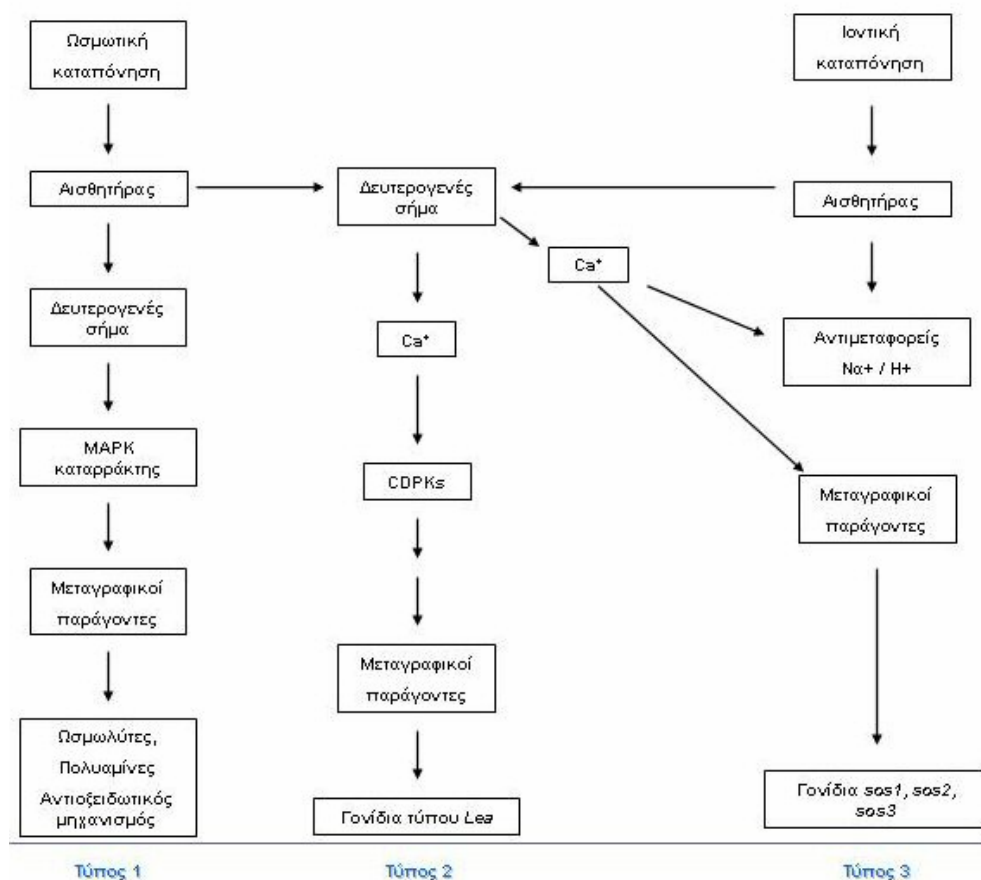 Ωσμωτική
καταπόνηση
Ιοντική
καταπόνηση
Αισθητήρας
Δευτερογενές
σήμα
Αισθητήρας
Ca⁺
Δευτερογενές
σήμα
Ca⁺
Αντιμεταφορείς
Να+ / Η+
ΜΑΡΚ
καταρράκτης
CDPKs
Μεταγραφικοί
παράγοντες
Μεταγραφικοί
παράγοντες
Μεταγραφικοί
παράγοντες
Ωσμωλύτες,
Πολυαμίνες
Αντιοξειδωτικός
μηχανισμός
Γονίδια τύπου Lea
Γονίδια sos1, sos2,
sos3
Τύπος 1
Τύπος 2
Τύπος 3